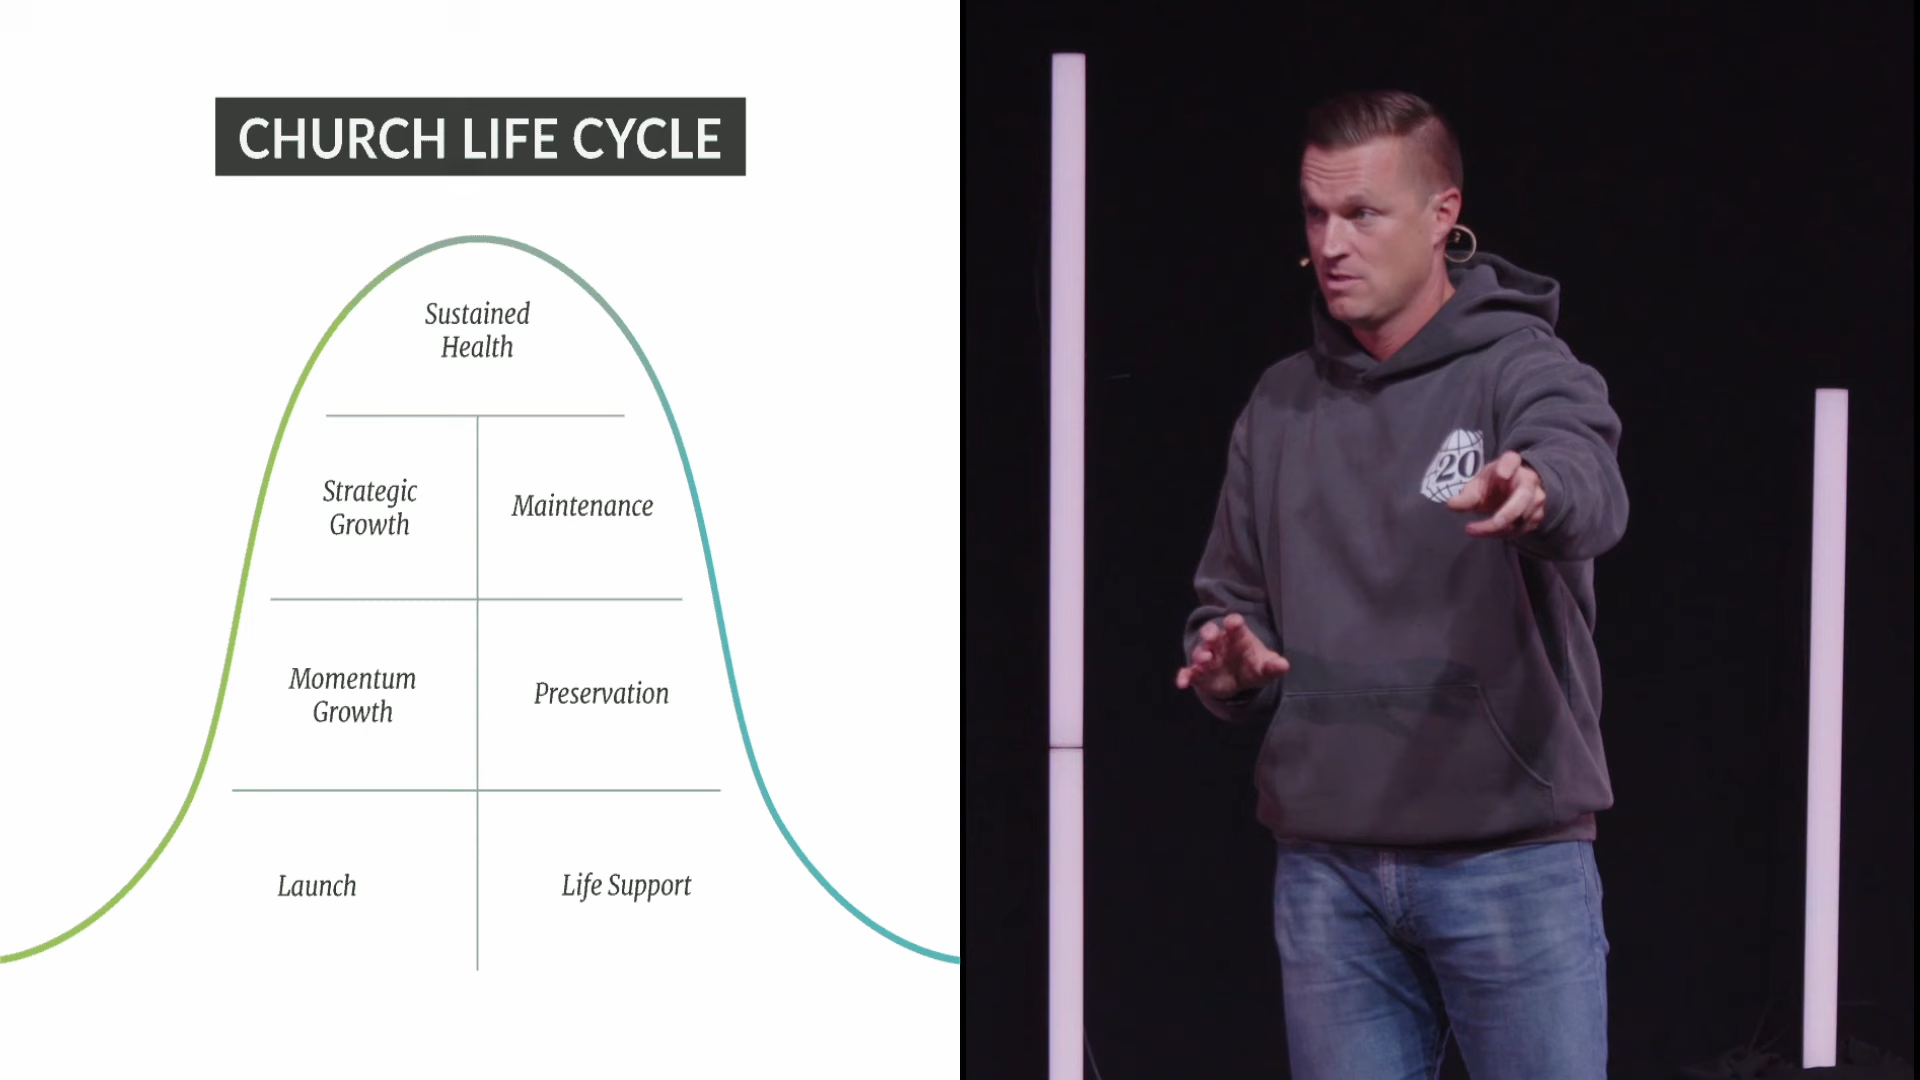 CHURCH LIFE CYCLE
Sustained
Health
Strategic
Growth
Maintenance
Momentum
Growth
Preservation
Launch
Life Support
20